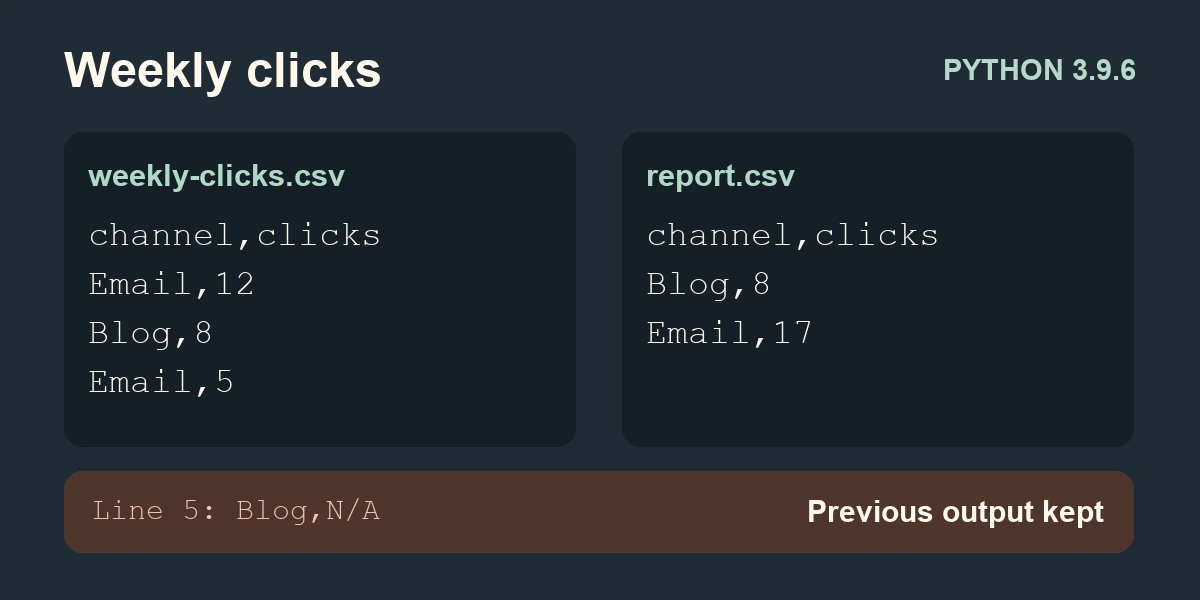 Weekly clicks
PYTHON 3.9.6
weekly-clicks.csv
channel,clicks
Email,12
Blog,8
Email,5
report.csv
channel,clicks
Blog,8
Email,17
Line 5: Blog,N/A
Previous output kept